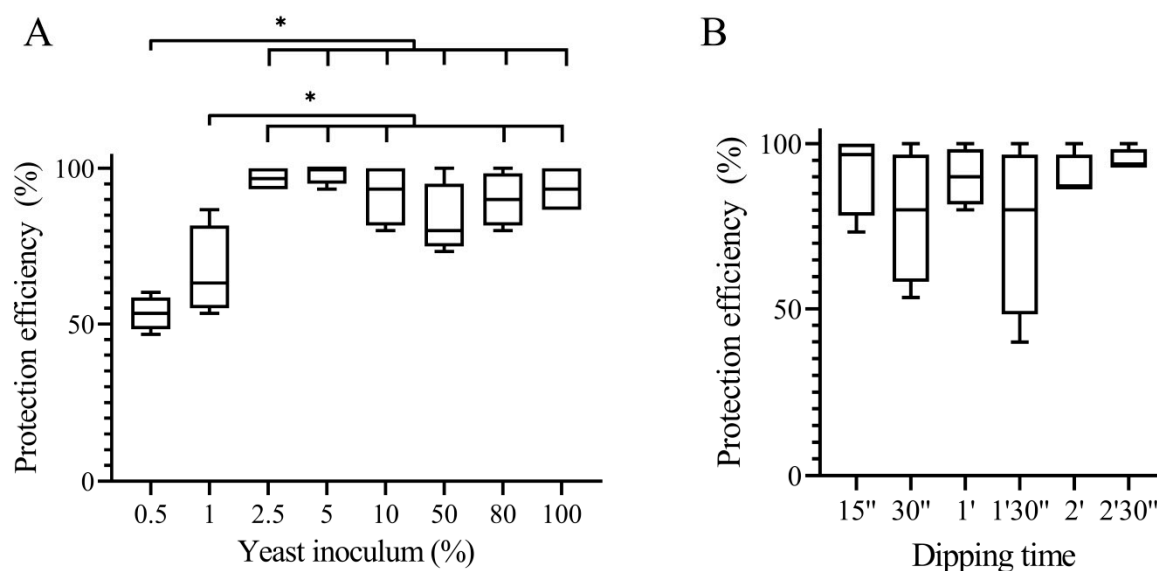 A
*
*
Protection efficiency (%)
100
50
0
0.5 1 2.5 5 10 50 80 100
Yeast inoculum (%)
B
Protection efficiency (%)
100
50
0
15" 30" 1' 1'30" 2' 2'30"
Dipping time